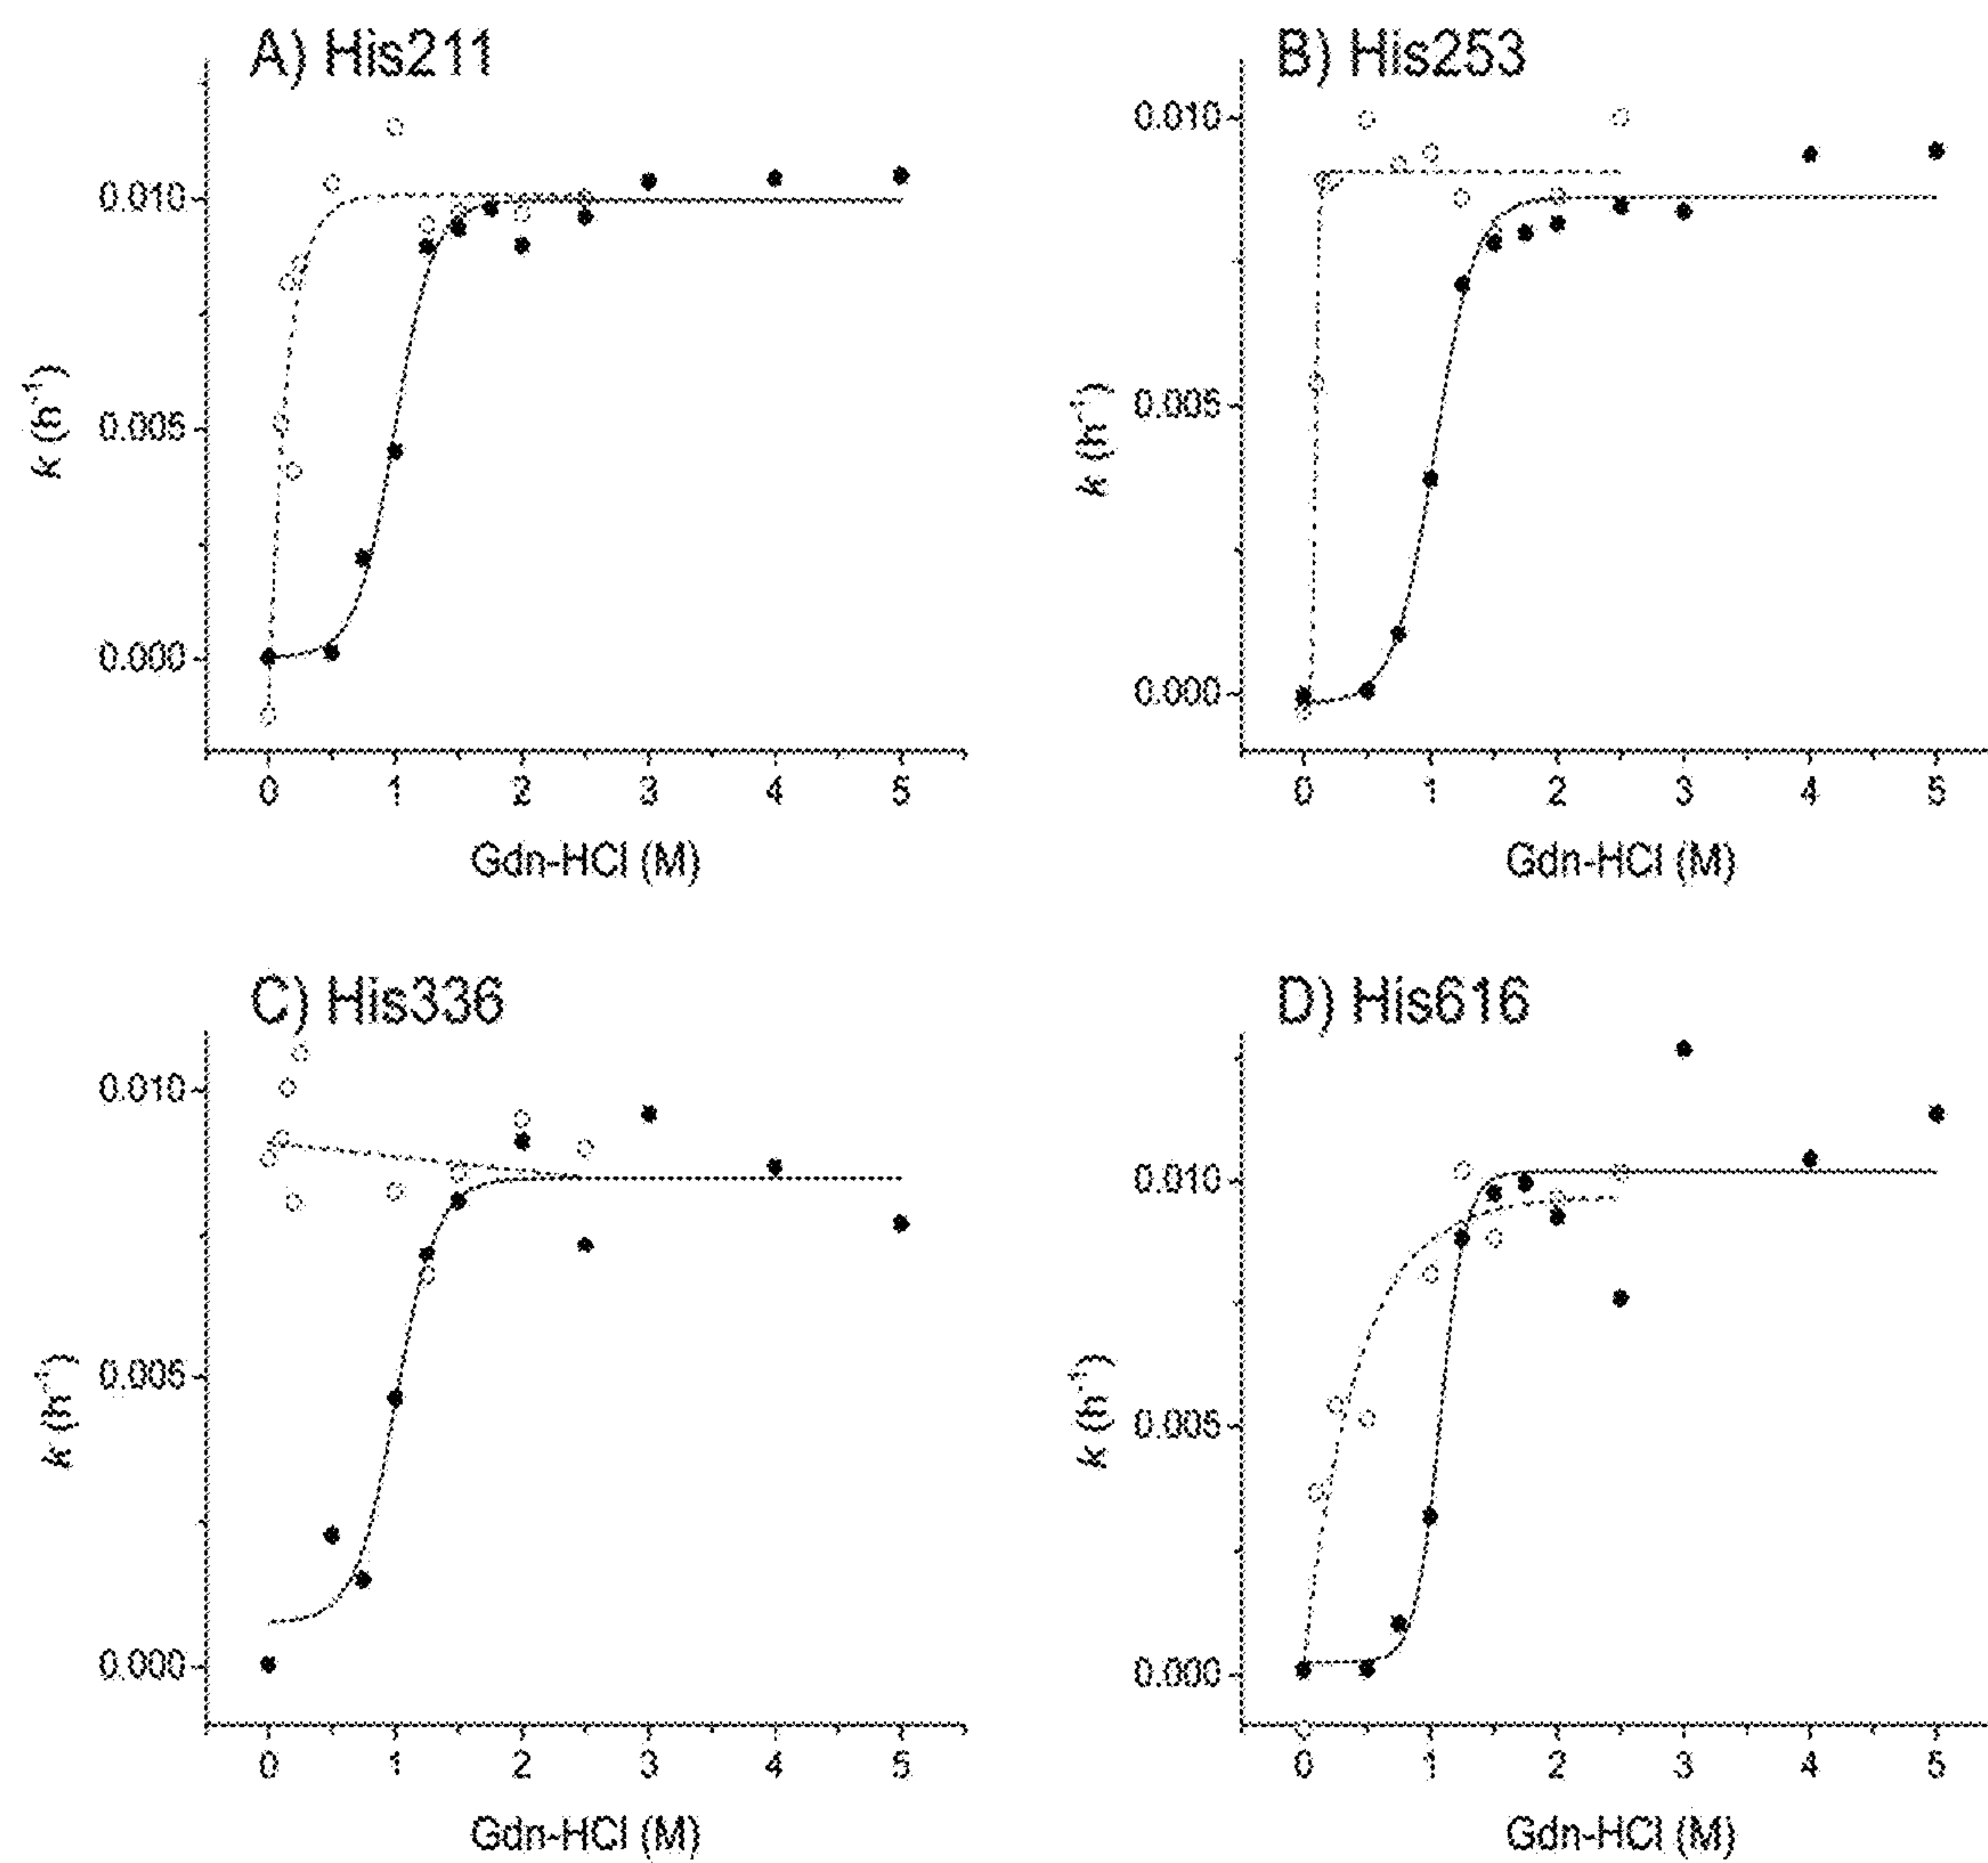 A) His211
0.010
0.005
0.000
k (h⁻¹)
0 1 2 3 4 5
Gdn-HCl (M)
B) His253
0.010
0.005
0.000
k (h⁻¹)
0 1 2 3 4 5
Gdn-HCl (M)
C) His336
0.010
0.005
0.000
k (h⁻¹)
0 1 2 3 4 5
Gdn-HCl (M)
D) His616
0.010
0.005
0.000
k (h⁻¹)
0 1 2 3 4 5
Gdn-HCl (M)